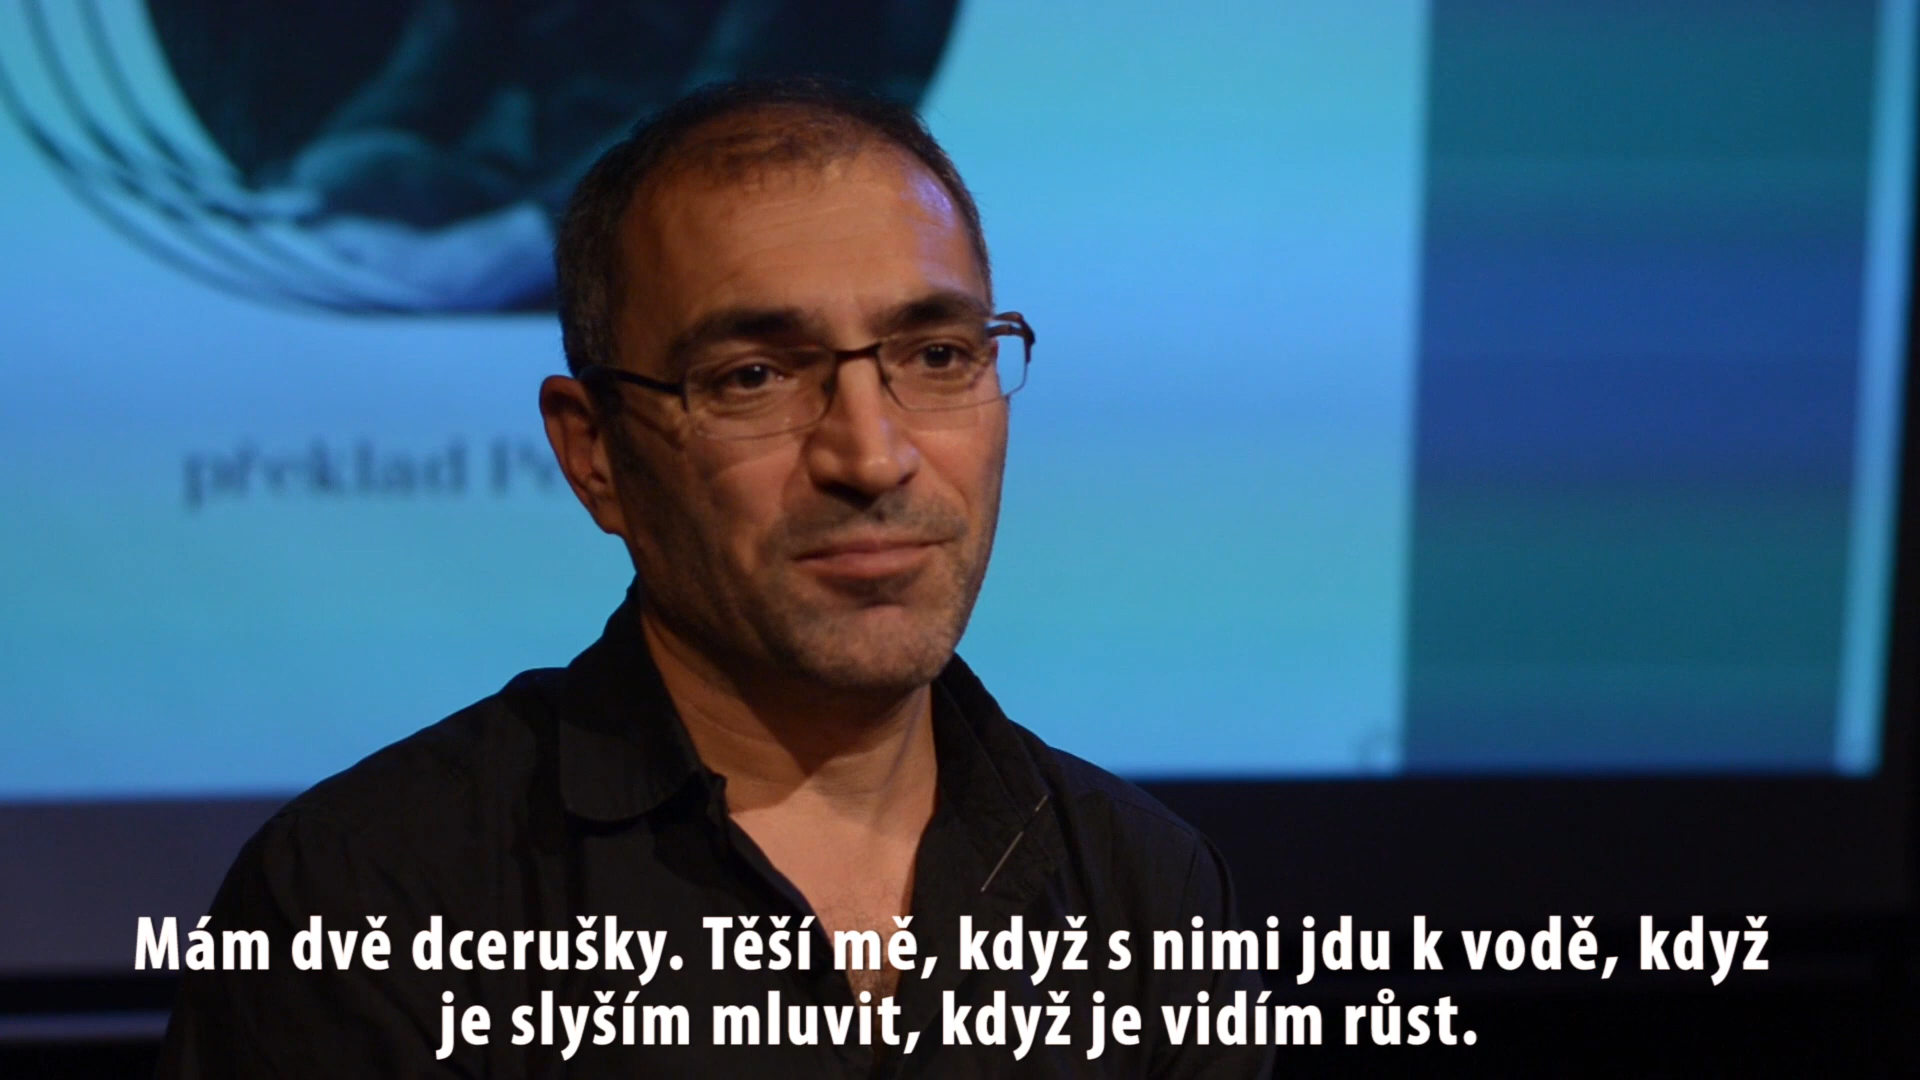 překlad
Mám dvě dcerušky. Těší mě, když s nimi jdu k vodě, když
je slyším mluvit, když je vidím růst.